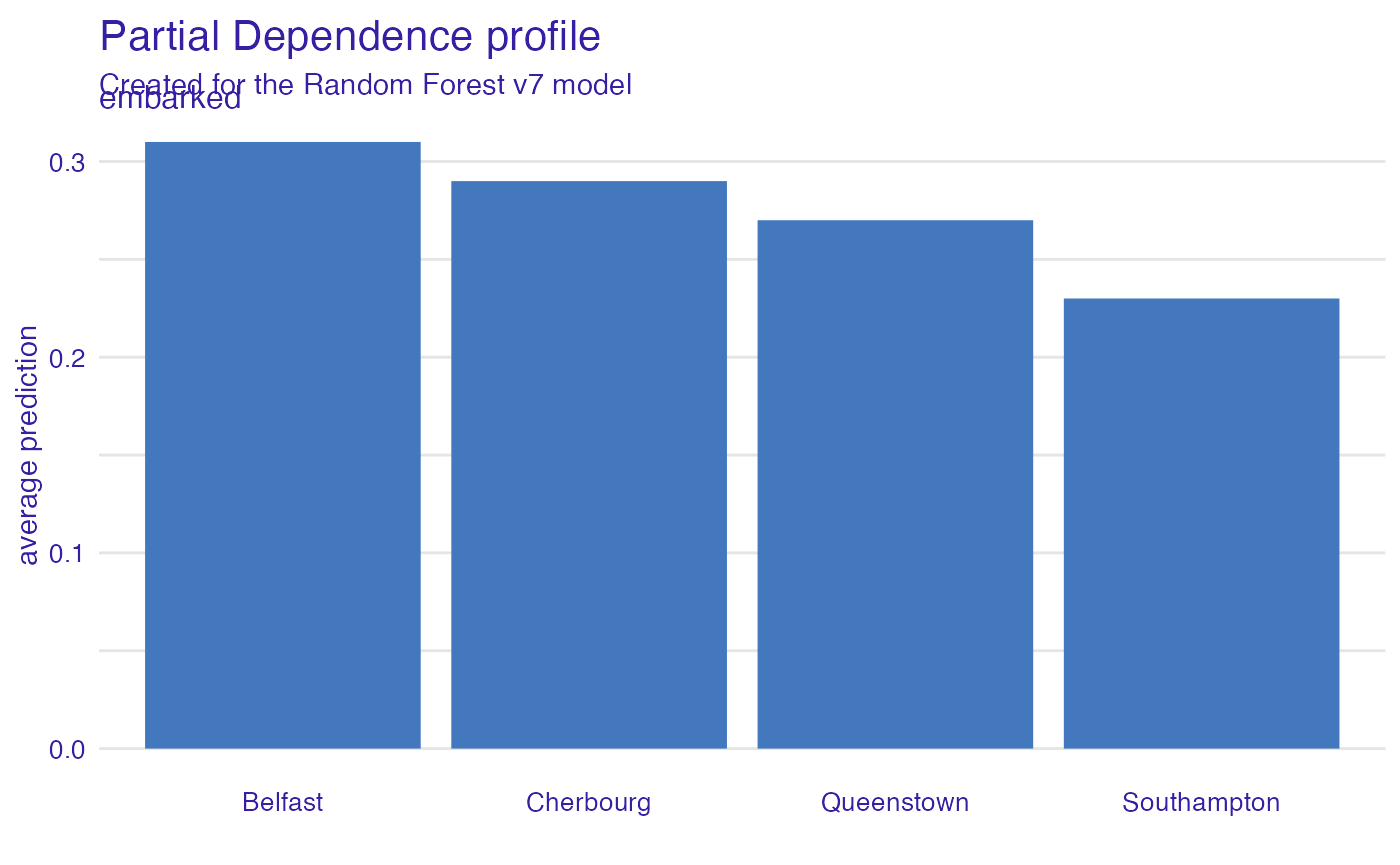 Partial Dependence profile
Created for the Random Forest v7 model
embarked
average prediction
0.3
0.2
0.1
0.0
Belfast
Cherbourg
Queenstown
Southampton